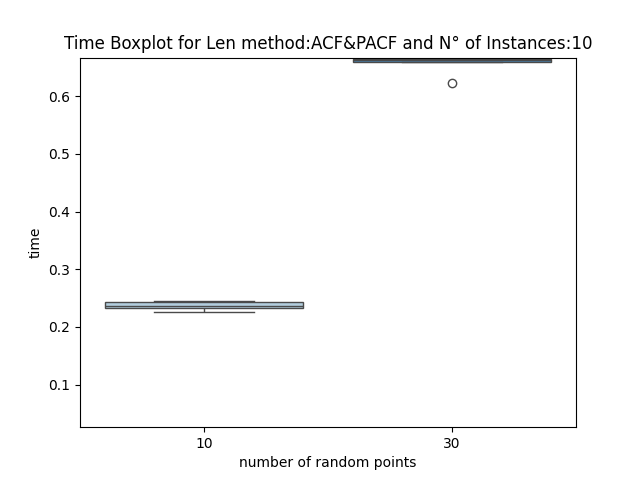 Time Boxplot for Len method:ACF&PACF and N° of Instances:10
0.6
0.5
0.4
0.3
0.2
0.1
time
10 30
number of random points